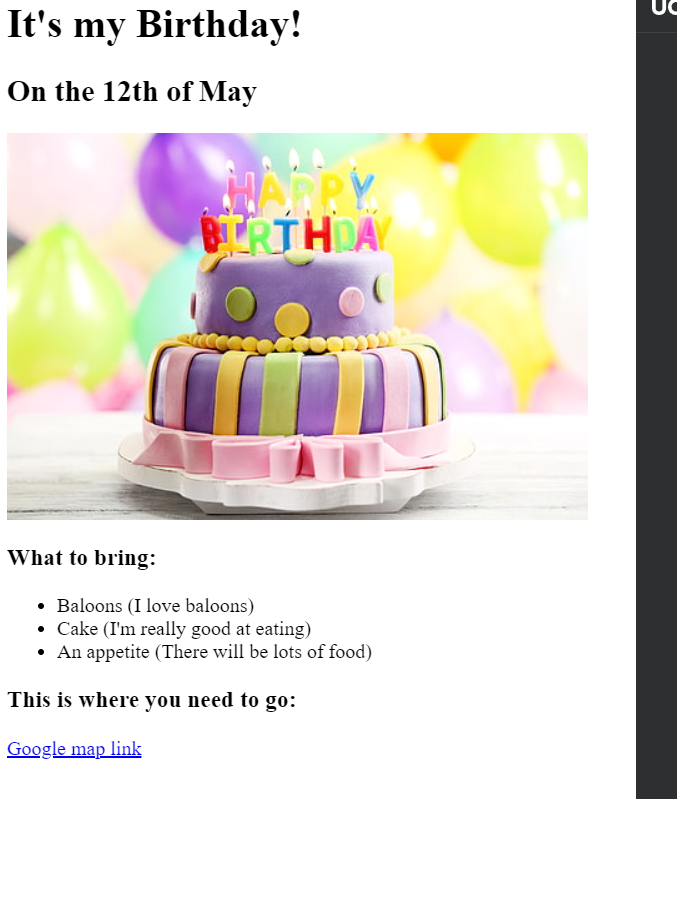 It's my Birthday!
On the 12th of May
HAPPY
BIRTHDAY
What to bring:
Baloons (I love baloons)
Cake (I'm really good at eating)
An appetite (There will be lots of food)
This is where you need to go:
Google map link